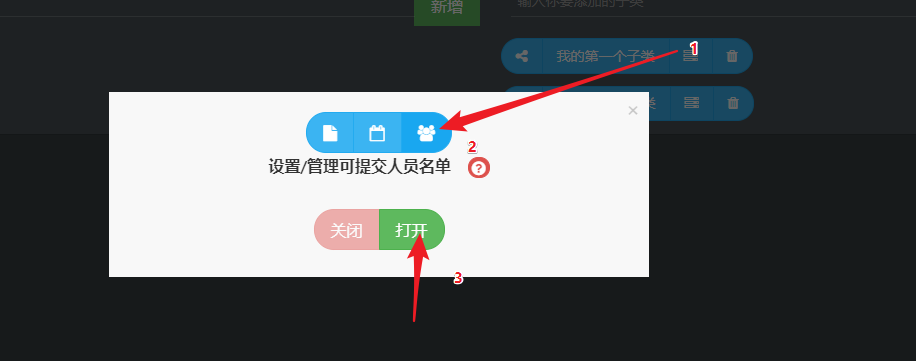 新增
输入你要添加的子类
我的第一个子类
1
类
×
2
设置/管理可提交人员名单 ?
关闭 打开
3